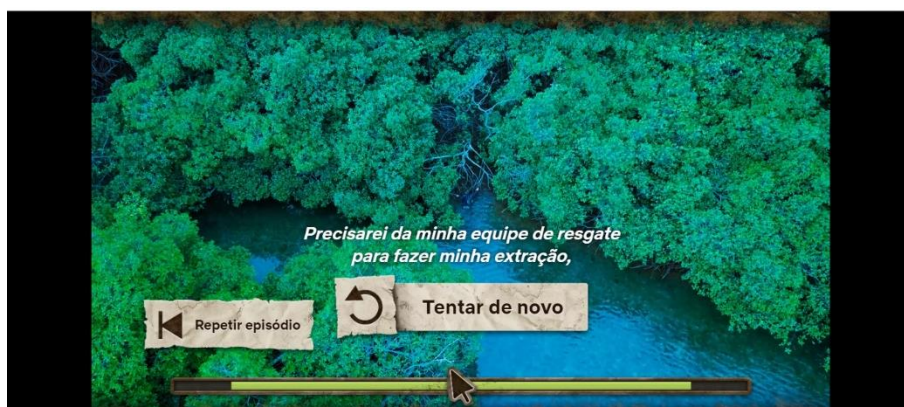 Precisarei da minha equipe de resgate
para fazer minha extração,
Tentar de novo
Repetir episódio